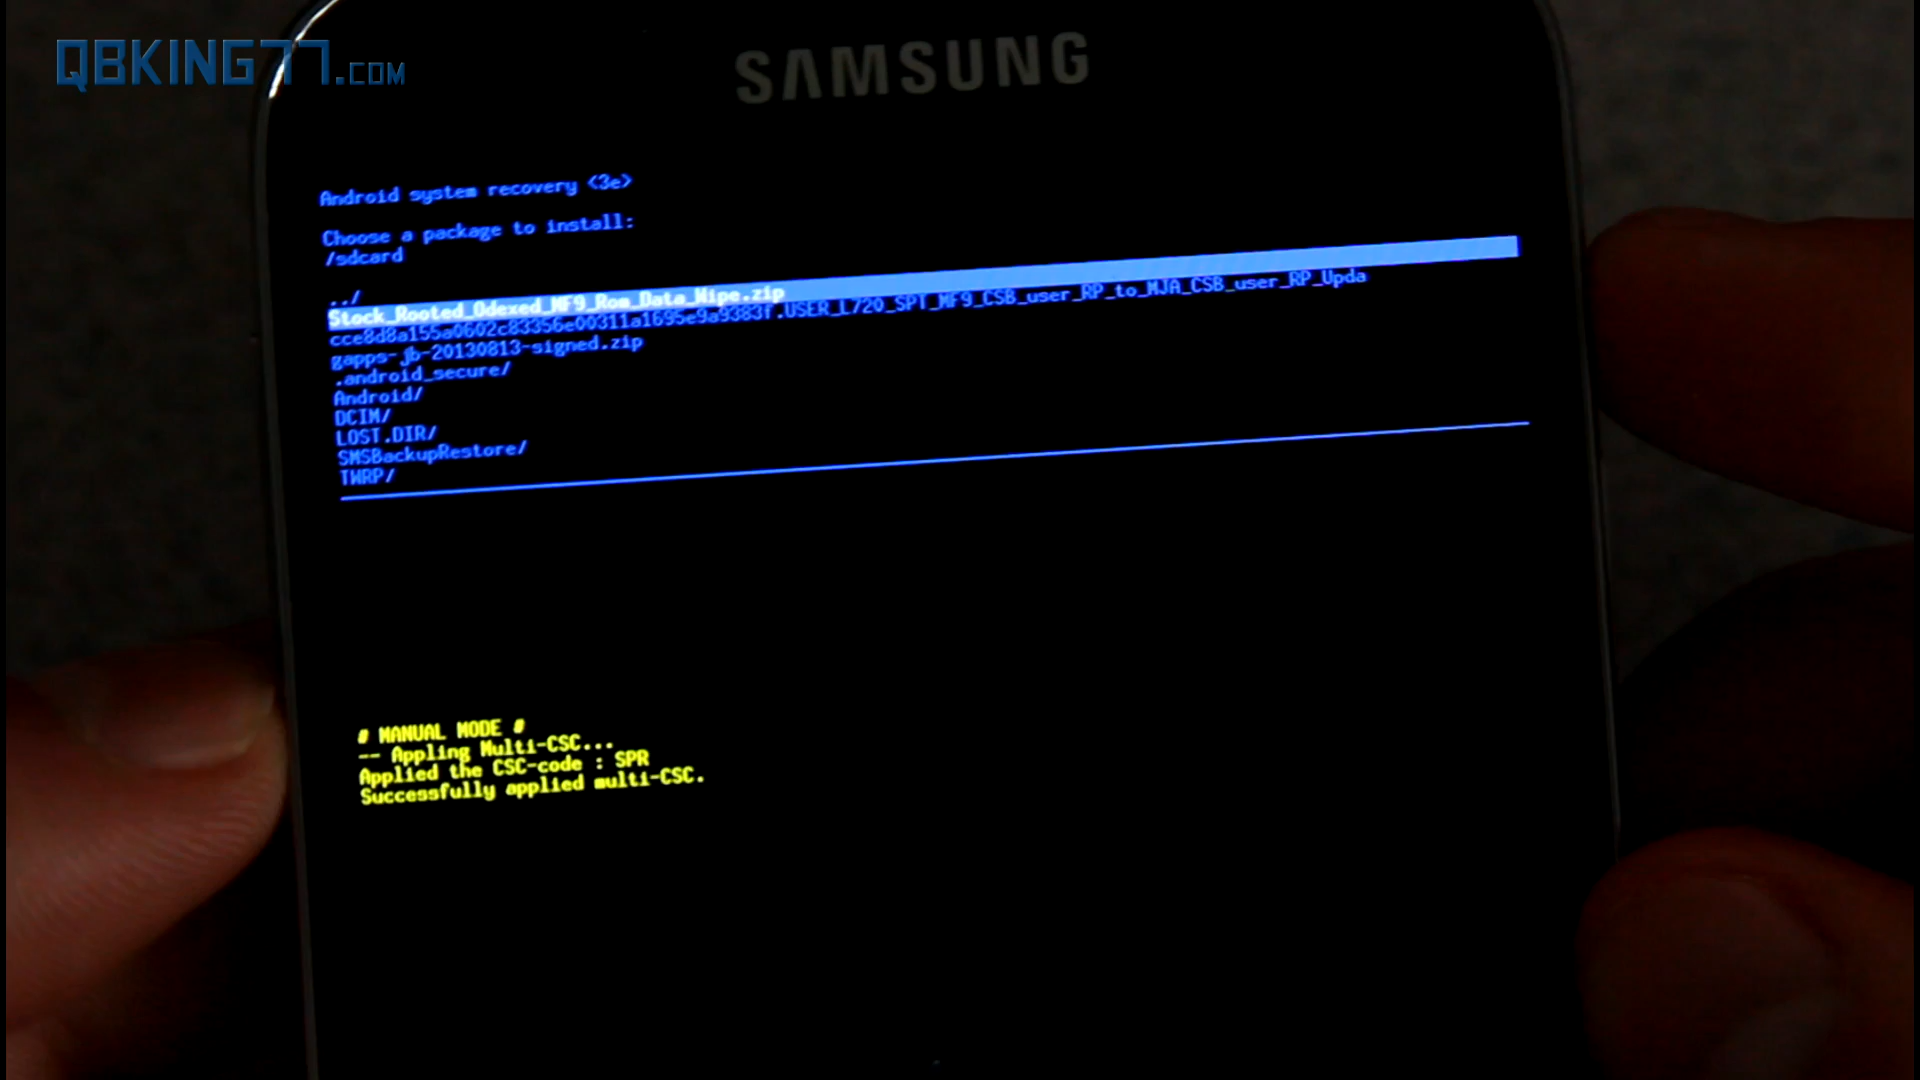 QBKING77.COM
SAMSUNG
Android system recovery <3e>
Choose a package to install:
/sdcard
../
Stock_Rooted_Odexed_MF9_Rom_Data_Wipe.zip
cce8d8a155a0602c83356e00311a1695e9a9383f.USER_L720_SPT_MF9_CSB_user_RP_to_MJA_CSB_user_RP_Upda
gapps-jb-20130813-signed.zip
.android_secure/
Android/
DCIM/
LOST.DIR/
SMSBackupRestore/
TWRP/
# MANUAL MODE #
-- Appling Multi-CSC...
Applied the CSC-code : SPR
Successfully applied multi-CSC.